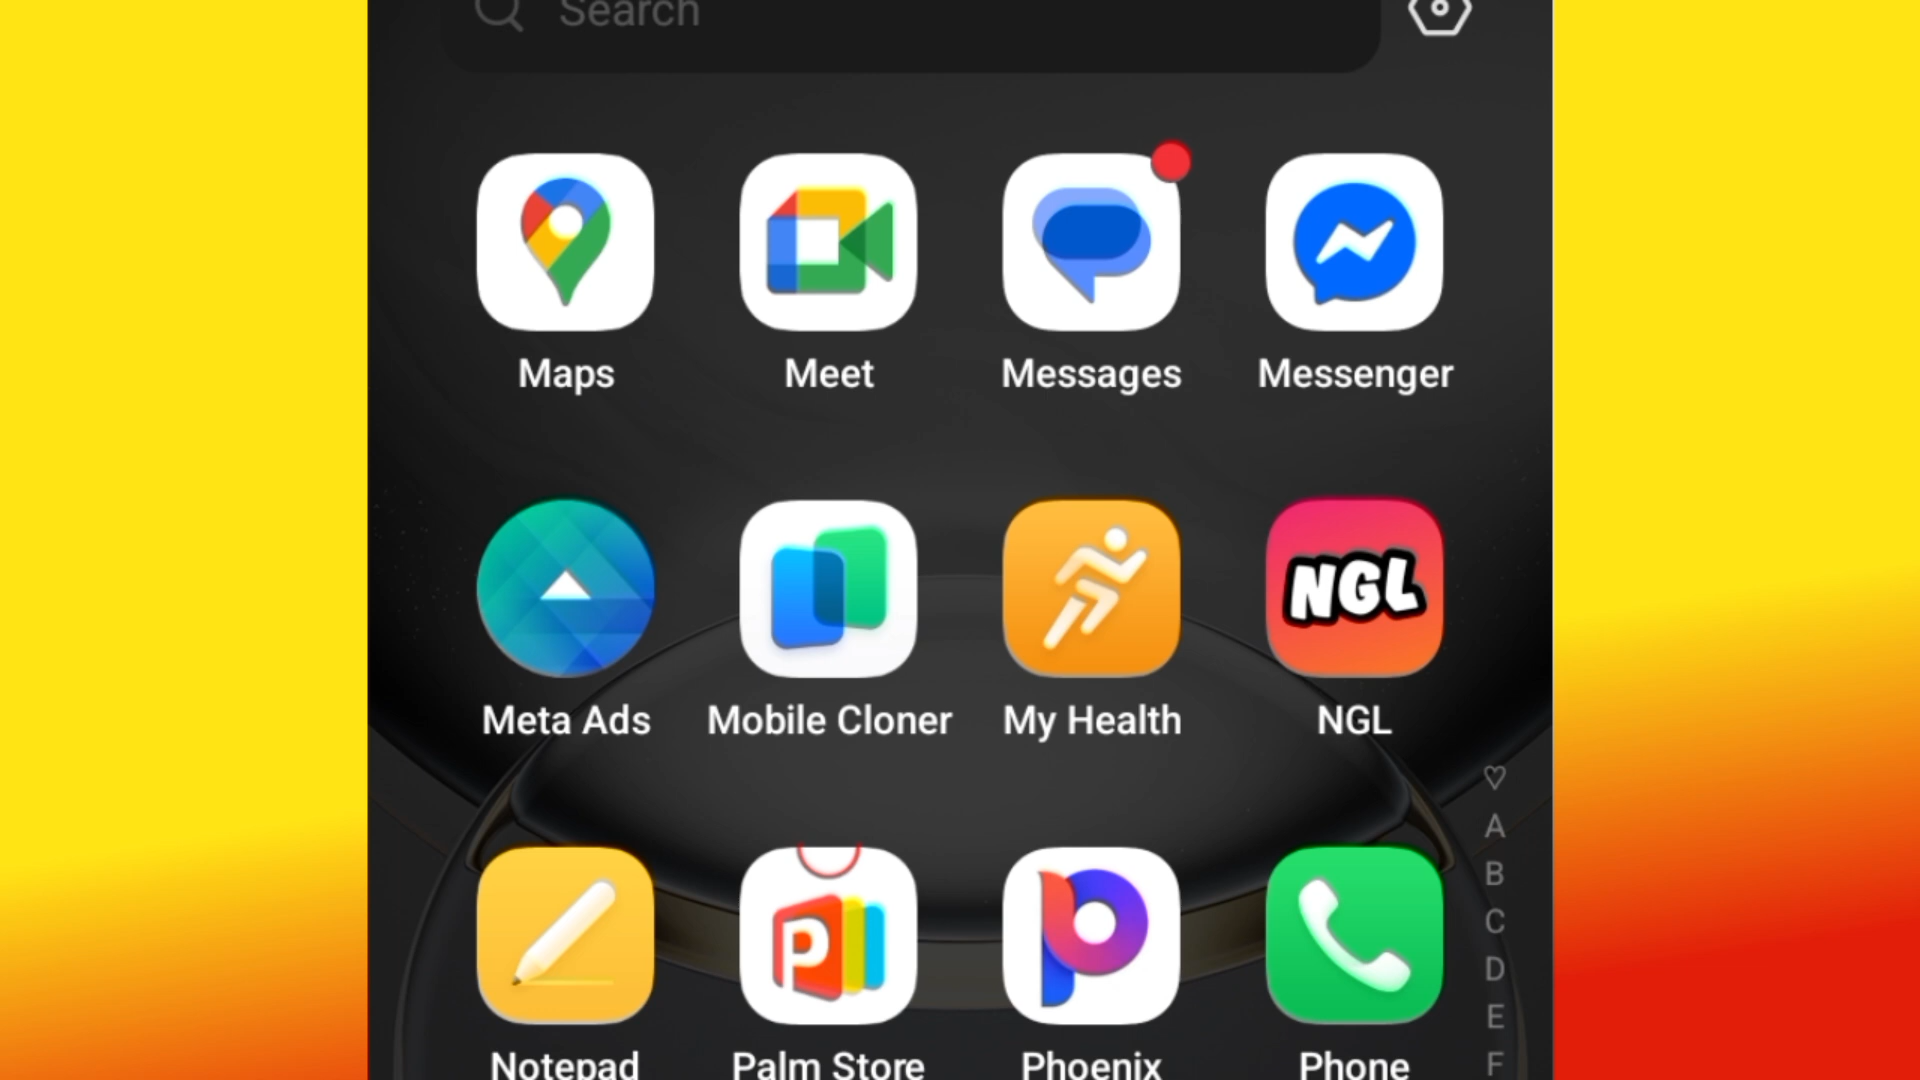 Search
Maps Meet Messages Messenger
NGL
Meta Ads Mobile Cloner My Health NGL
♡
A
B
C
D
E
F
P
Notepad Palm Store Phoenix Phone